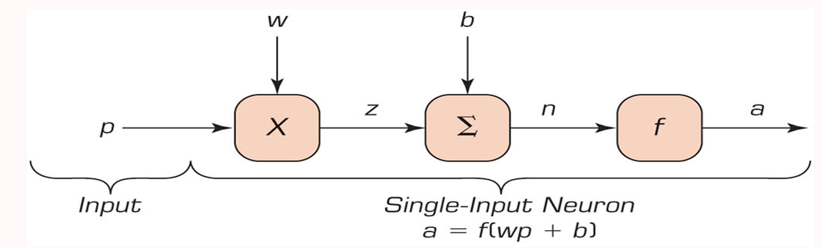 w
b
p
X
z
Σ
n
f
a
Input
Single-Input Neuron
a = f(wp + b)